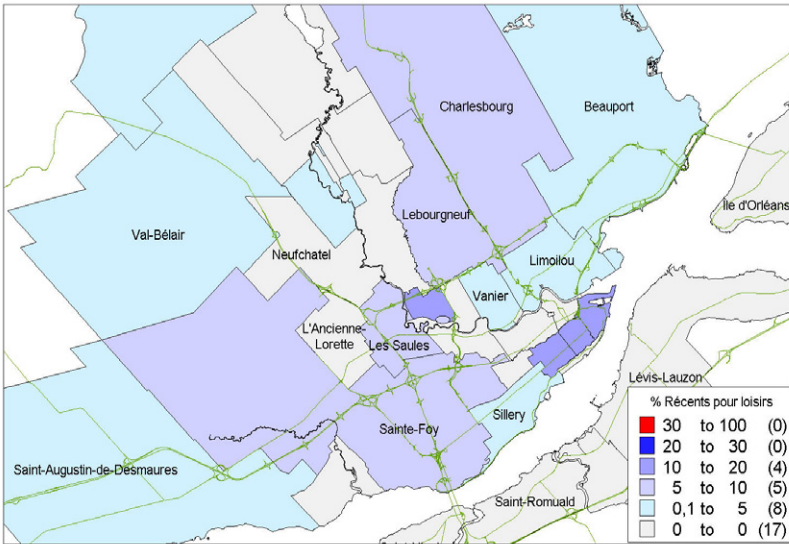 Charlesbourg
Beauport
Île d'Orléans
Val-Bélair
Lebourgneuf
Neufchatel
Limoilou
Vanier
L'Ancienne-
Lorette
Les Saules
Lévis-Lauzon
Sillery
Sainte-Foy
Saint-Augustin-de-Desmaures
Saint-Romuald
% Récents pour loisirs
30 to 100 (0)
20 to 30 (0)
10 to 20 (4)
5 to 10 (5)
0,1 to 5 (8)
0 to 0 (17)